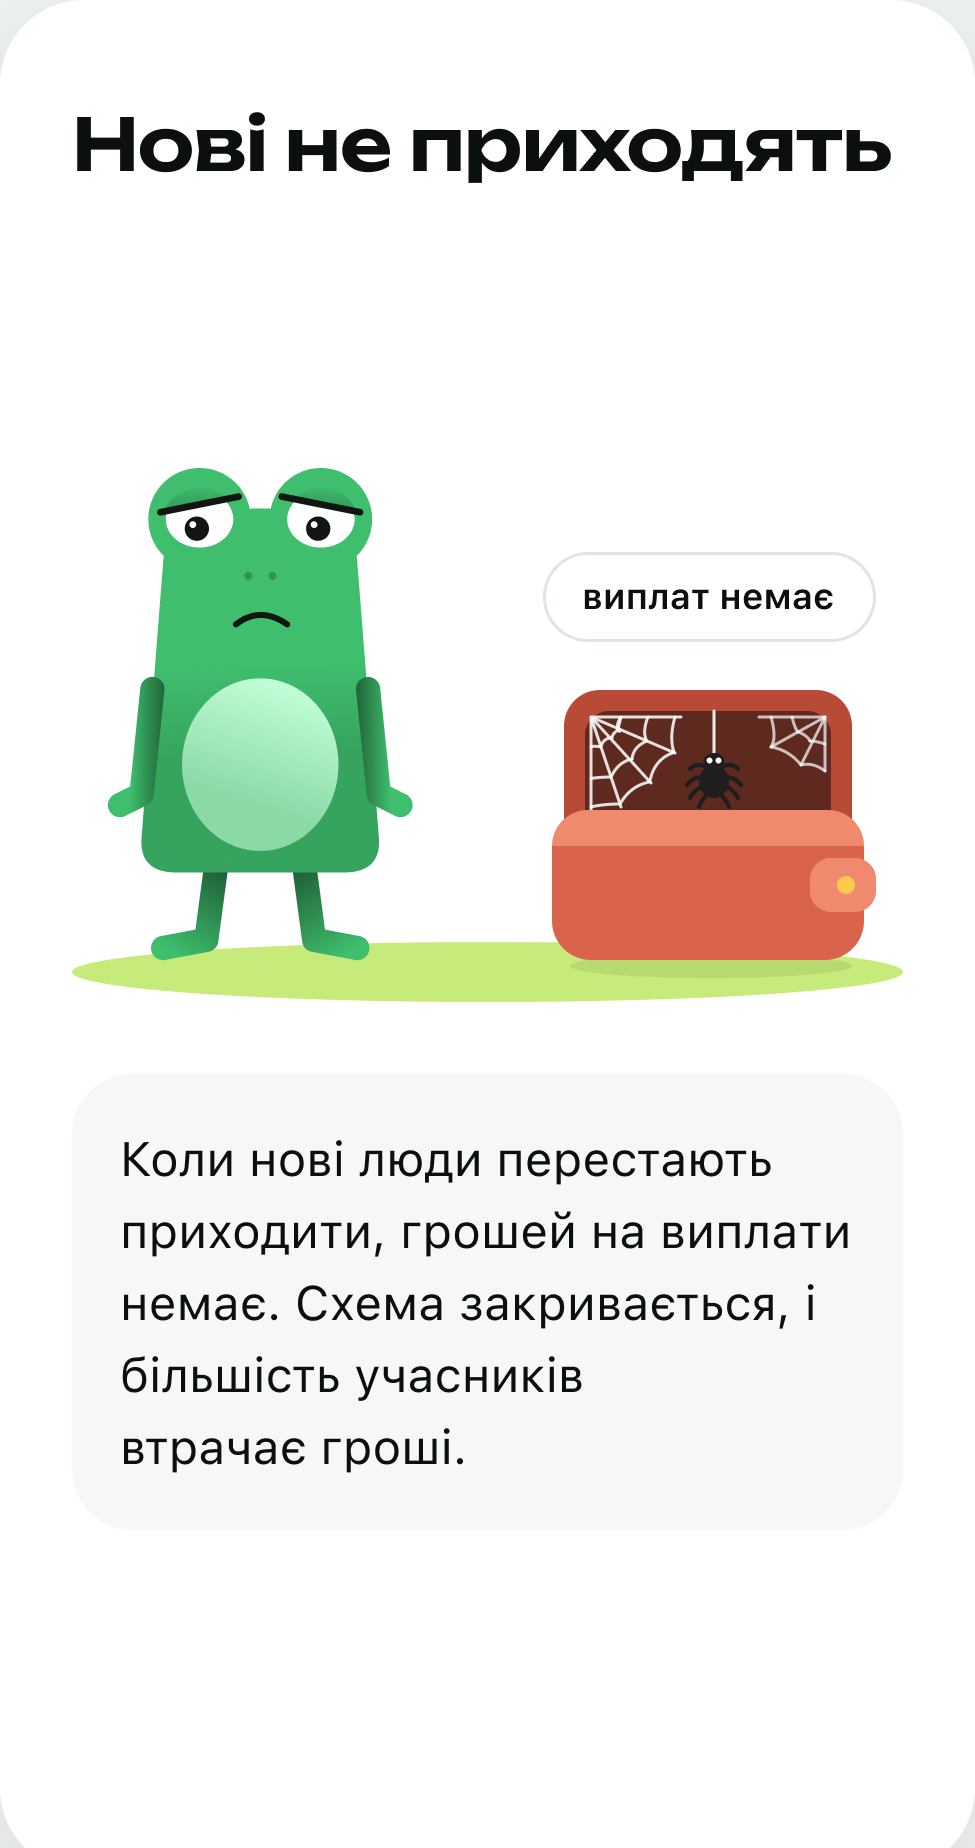 Нові не приходять
виплат немає
Коли нові люди перестають
приходити, грошей на виплати
немає. Схема закривається, і
більшість учасників
втрачає гроші.